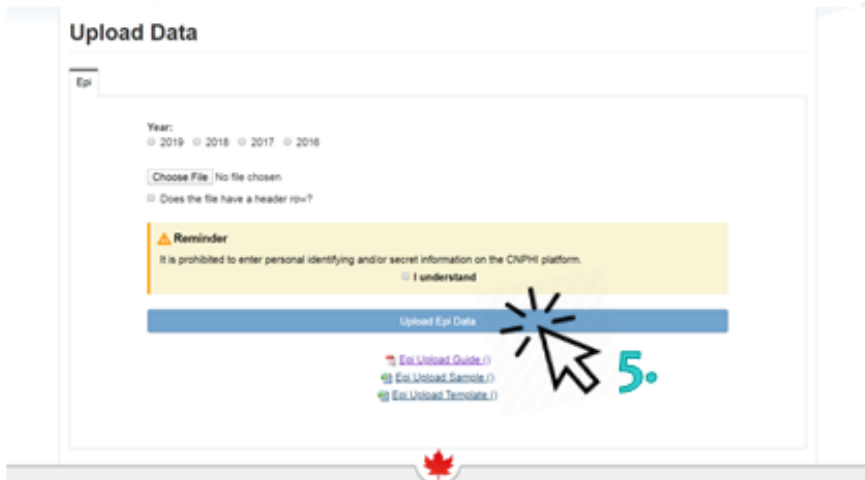 Upload Data
Epi
Year:
2019 2018 2017 2016
Choose File No file chosen
Does the file have a header row?
Reminder
It is prohibited to enter personal identifying and/or secret information on the CNPHI platform.
I understand
Upload Epi Data
Epi Upload Guide ()
Epi Upload Sample ()
Epi Upload Template ()
5.